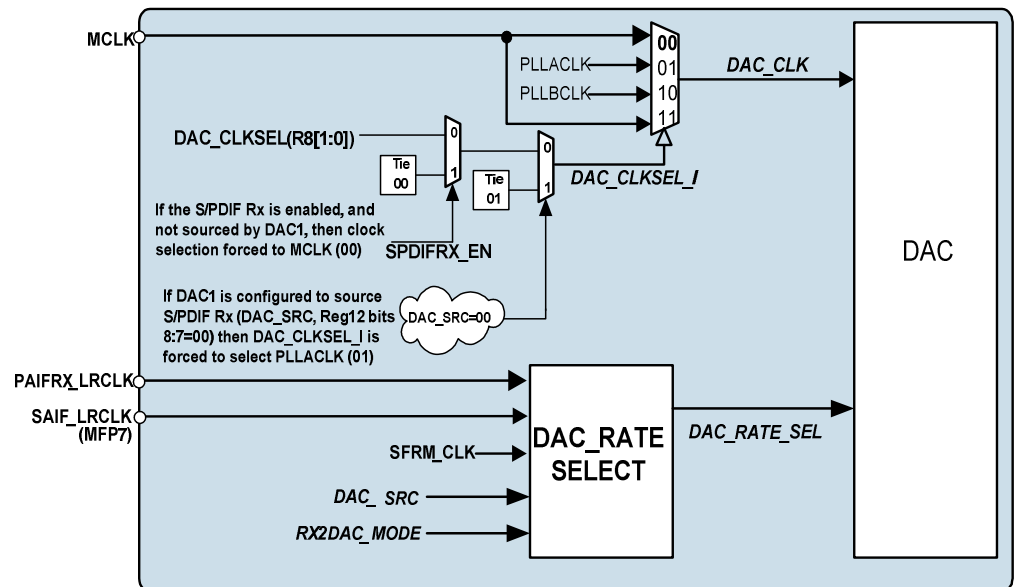 MCLK
PLLACLK
PLLBCLK
00
01
10
11
DAC_CLK
DAC
DAC_CLKSEL(R8[1:0])
0
1
Tie
00
0
1
Tie
01
DAC_CLKSEL_I
If the S/PDIF Rx is enabled, and
not sourced by DAC1, then clock
selection forced to MCLK (00)
SPDIFRX_EN
If DAC1 is configured to source
S/PDIF Rx (DAC_SRC, Reg12 bits
8:7=00) then DAC_CLKSEL_I is
forced to select PLLACLK (01)
DAC_SRC=00
PAIFRX_LRCLK
SAIF_LRCLK
(MFP7)
SFRM_CLK
DAC_ SRC
RX2DAC_MODE
DAC_RATE
SELECT
DAC_RATE_SEL